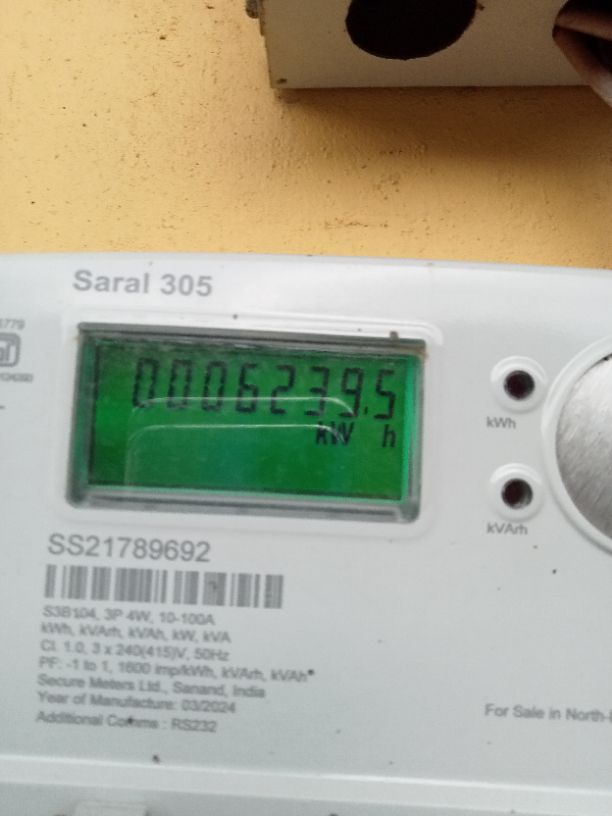 Saral 305
0006239.5
kW h
kWh
kVArh
SS21789692
S3B104, 3P 4W, 10-100A
kWh, kVArh, kVAh, kW, kVA
Cl. 1.0, 3 x 240(415)V, 50Hz
PF: -1 to 1, 1600 imp/kWh, kVArh, kVAh*
Secure Meters Ltd., Sanand, India
Year of Manufacture: 03/2024
Additional Comms : RS232
For Sale in North-